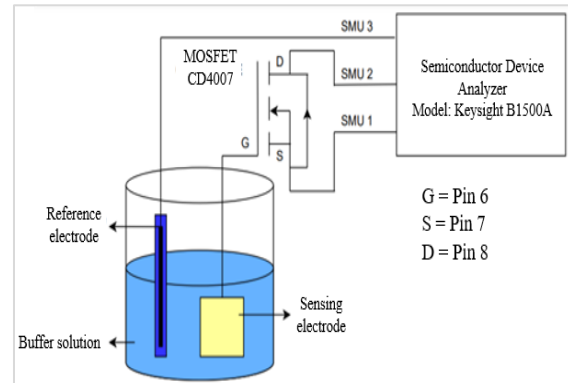 SMU 3
MOSFET
CD4007
D
SMU 2
Semiconductor Device
Analyzer
Model: Keysight B1500A
SMU 1
G
S
G = Pin 6
S = Pin 7
D = Pin 8
Reference
electrode
Sensing
electrode
Buffer solution